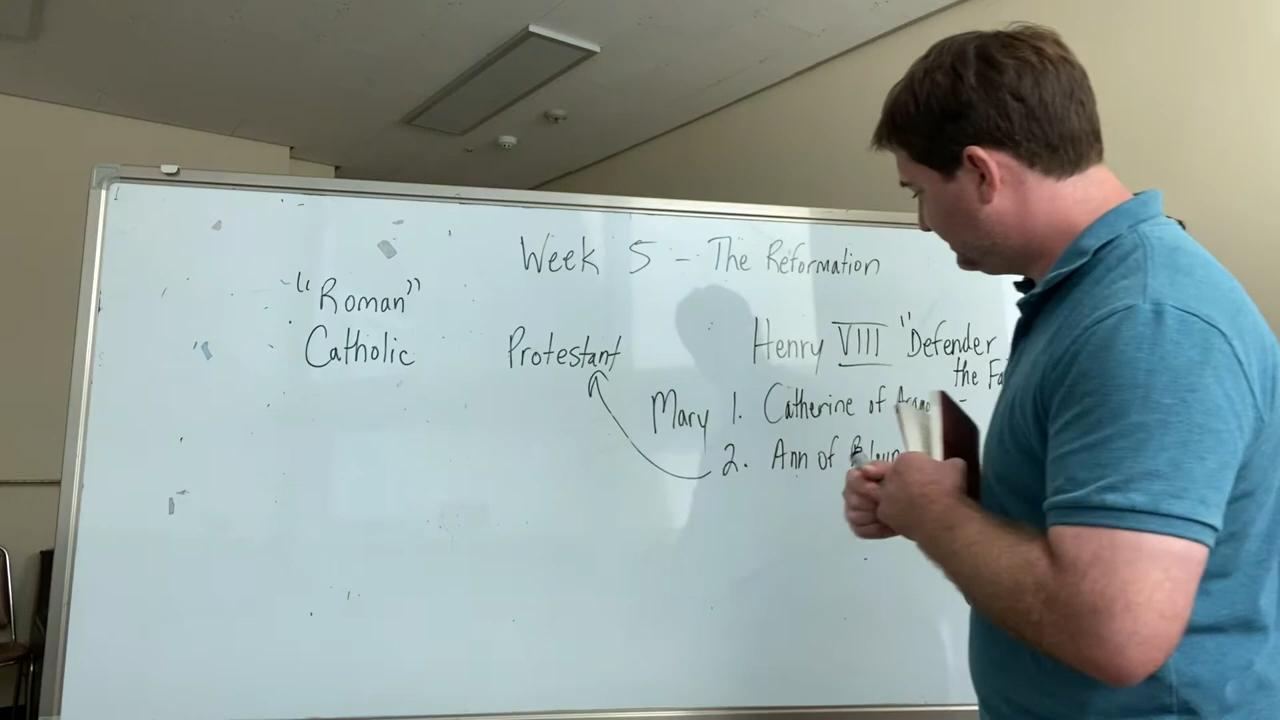 Week 5 - The Reformation
"Roman"
Catholic
Protestant
Henry VIII "Defender
the
Mary 1. Catherine of
2. Ann of